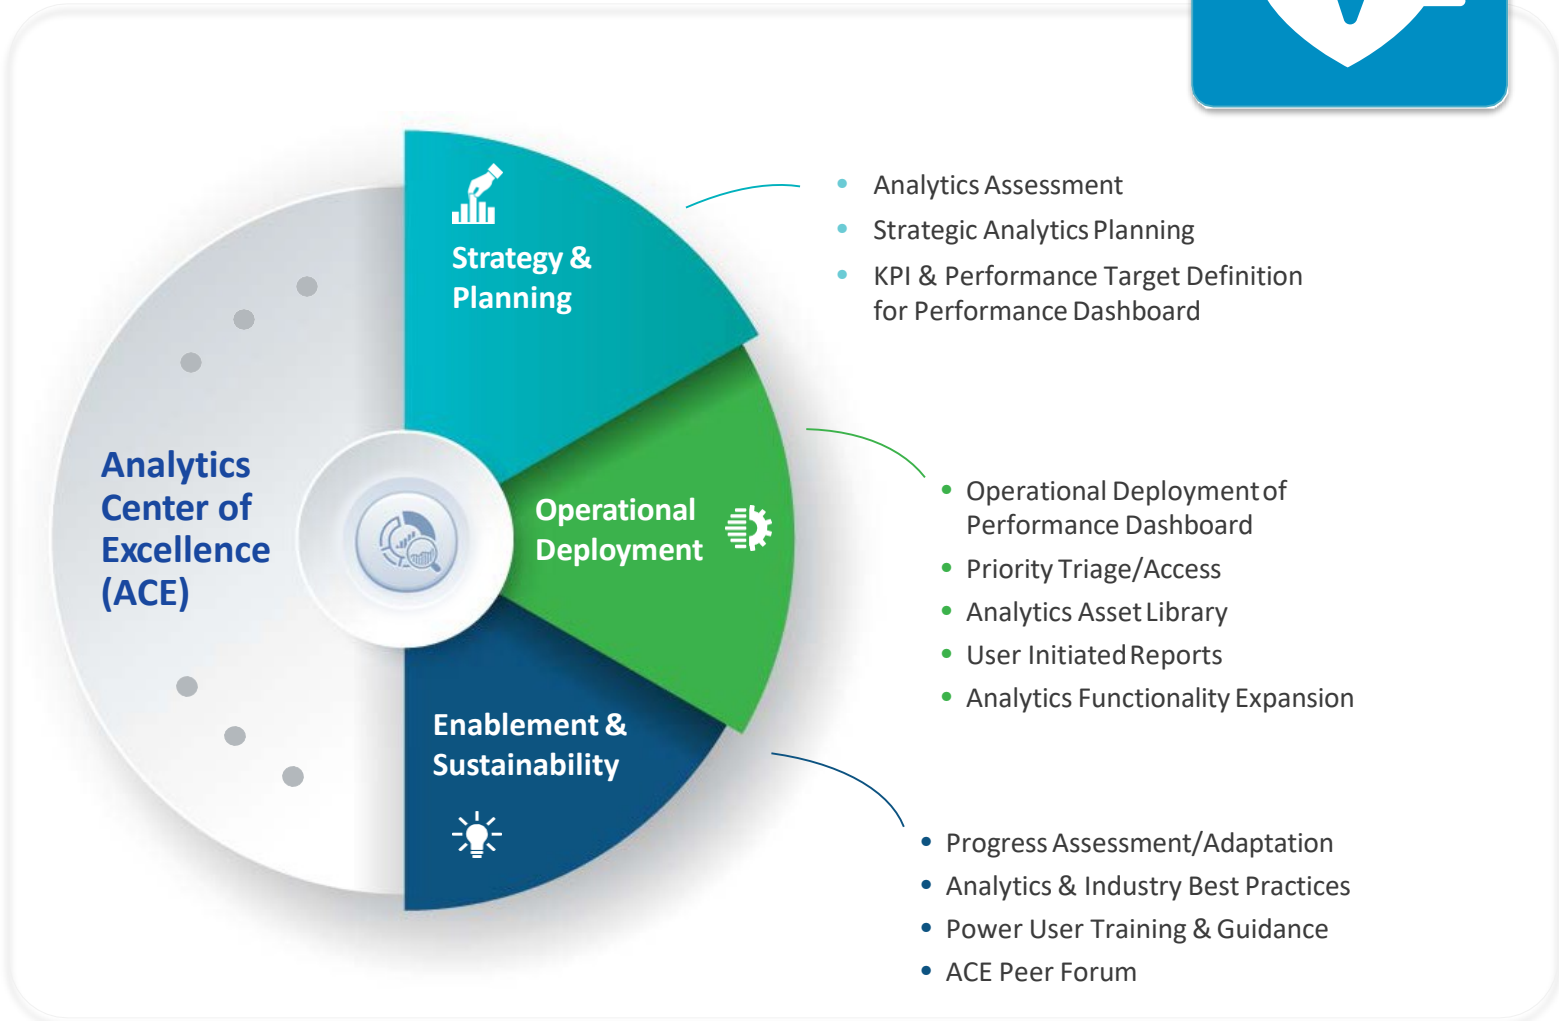 Analytics
Center of
Excellence
(ACE)
Strategy &
Planning
Operational
Deployment
Enablement &
Sustainability
• Analytics Assessment
• Strategic Analytics Planning
• KPI & Performance Target Definition
for Performance Dashboard
• Operational Deployment of
Performance Dashboard
• Priority Triage/Access
• Analytics Asset Library
• User Initiated Reports
• Analytics Functionality Expansion
• Progress Assessment/Adaptation
• Analytics & Industry Best Practices
• Power User Training & Guidance
• ACE Peer Forum